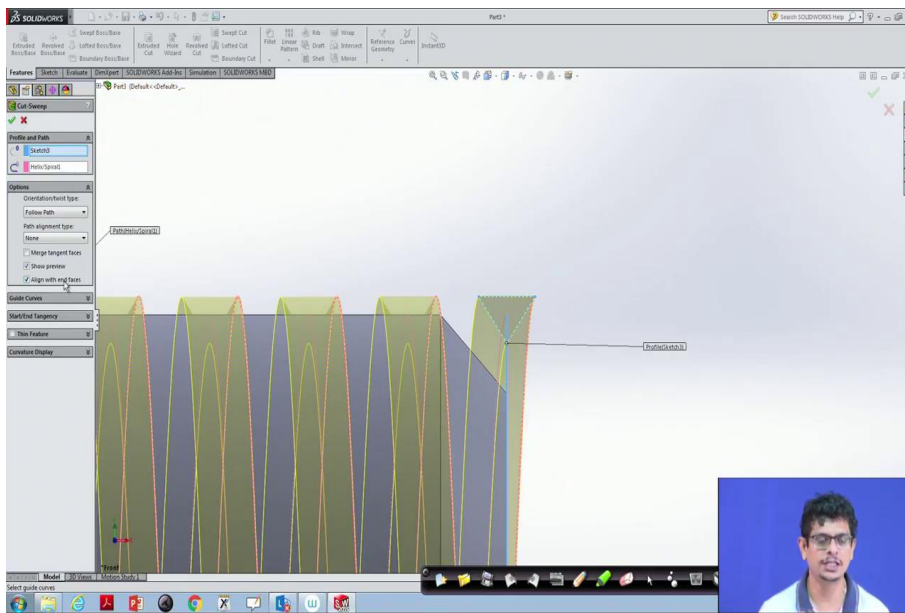 SOLIDWORKS
Part3 *
Search SOLIDWORKS Help
Extruded Boss/Base
Revolved Boss/Base
Swept Boss/Base
Lofted Boss/Base
Boundary Boss/Base
Extruded Cut
Hole Wizard
Revolved Cut
Swept Cut
Lofted Cut
Boundary Cut
Fillet
Linear Pattern
Rib
Draft
Shell
Wrap
Intersect
Mirror
Reference Geometry
Curves
Instant3D
Features Sketch Evaluate DimXpert SOLIDWORKS Add-Ins Simulation SOLIDWORKS MBD
Part3 (Default<<Default>_...
Cut-Sweep
Profile and Path
Sketch3
Helix/Spiral1
Options
Orientation/twist type:
Follow Path
Path alignment type:
None
Merge tangent faces
Show preview
Align with end faces
Guide Curves
Start/End Tangency
Thin Feature
Curvature Display
Path(Helix/Spiral1)
Profile(Sketch3)
*Front
Model 3D Views Motion Study 1
Select guide curves